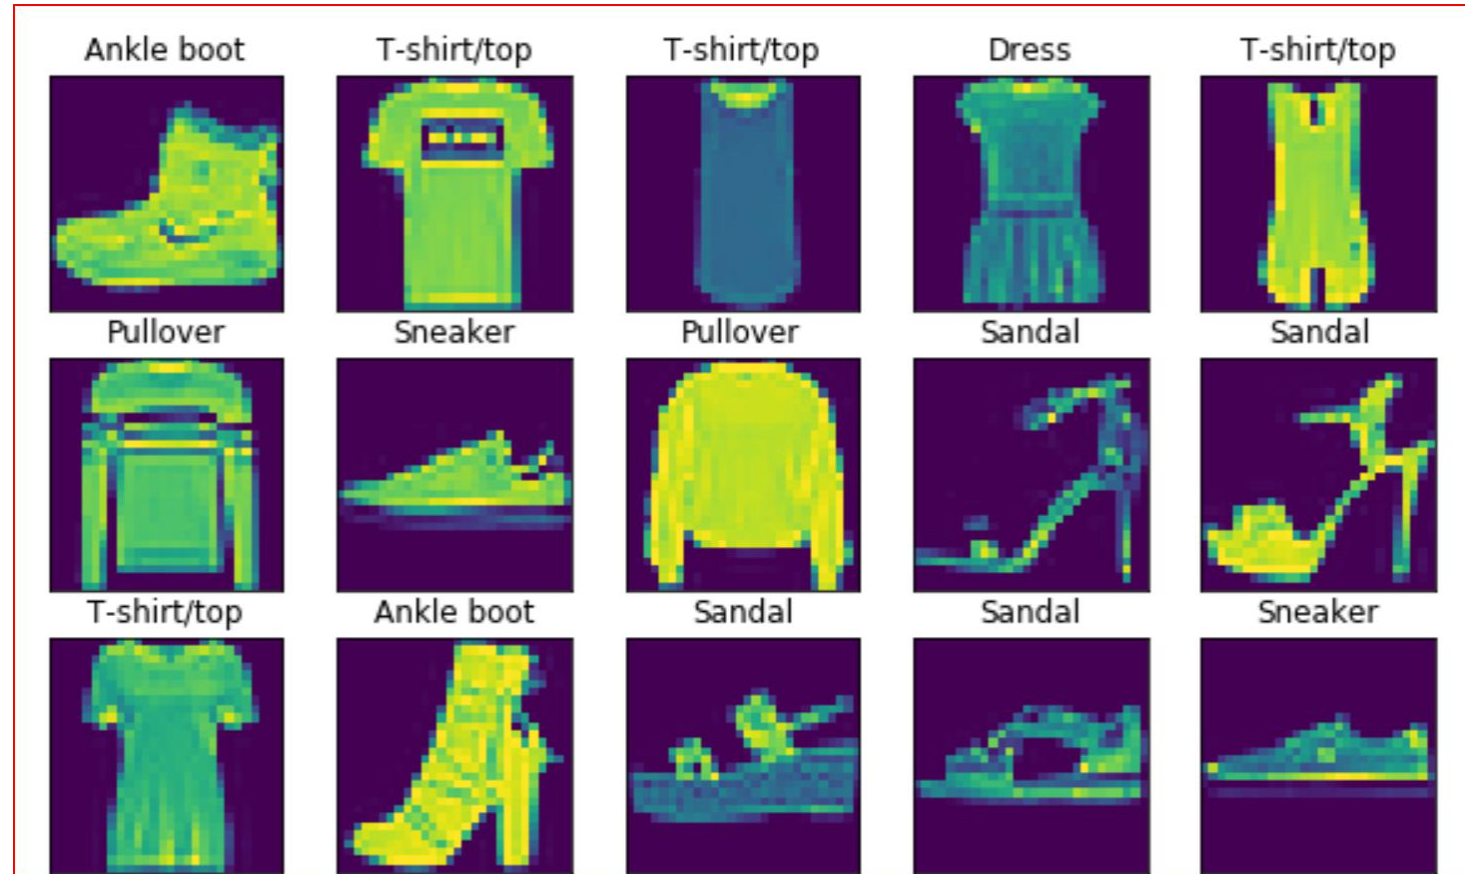 Ankle boot T-shirt/top T-shirt/top Dress T-shirt/top
Pullover Sneaker Pullover Sandal Sandal
T-shirt/top Ankle boot Sandal Sandal Sneaker